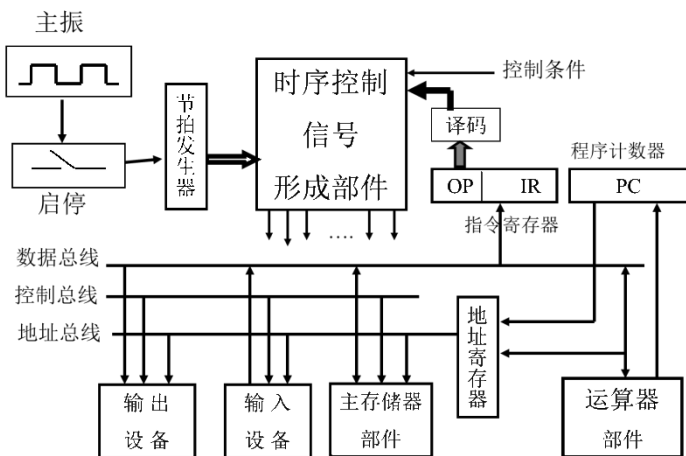 主振
启停
节拍发生器
时序控制
信号
形成部件
....
控制条件
译码
OP IR
指令寄存器
程序计数器
PC
数据总线
控制总线
地址总线
地址寄存器
输出
设备
输入
设备
主存储器
部件
运算器
部件